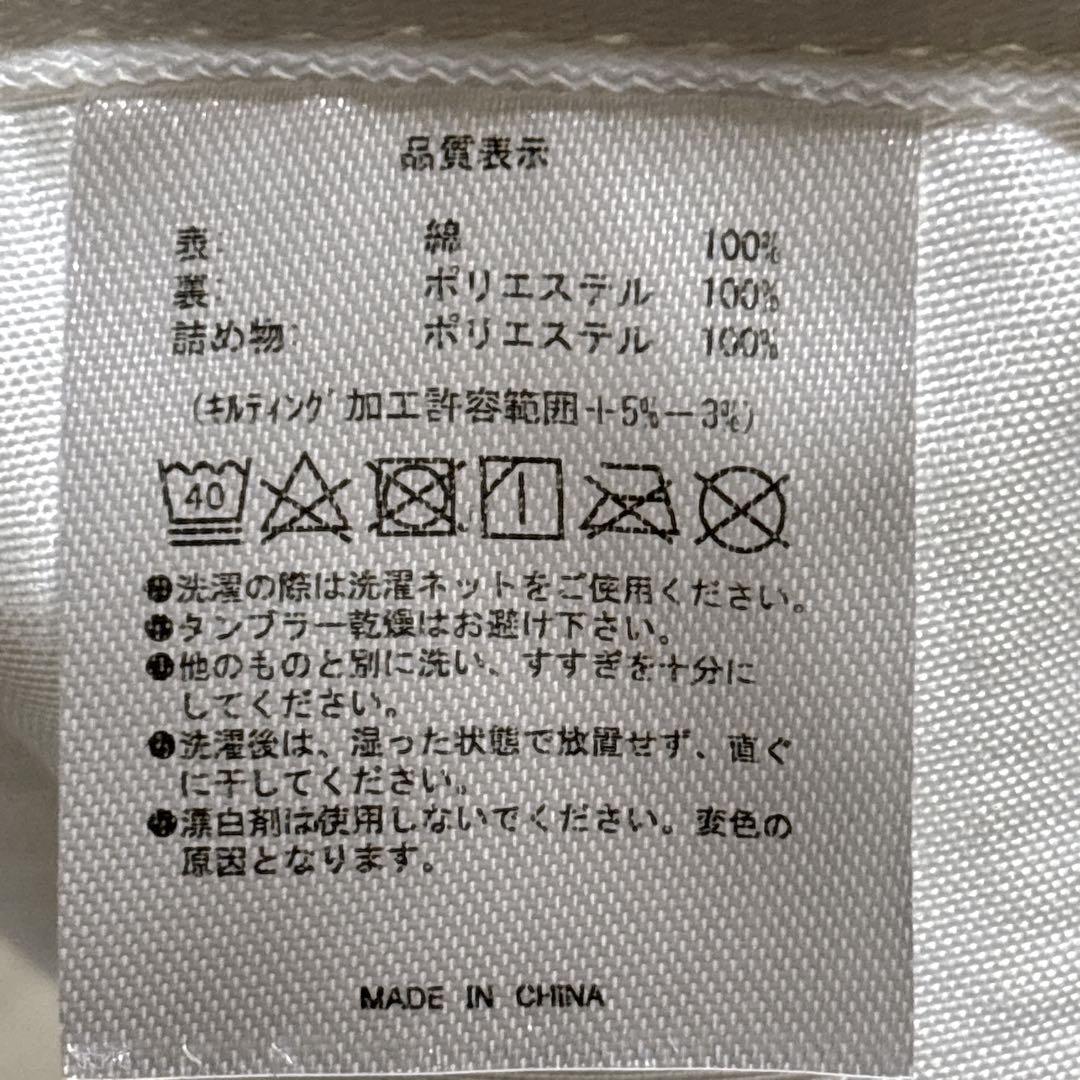 品質表示
表: 綿 100%
裏: ポリエステル 100%
詰め物: ポリエステル 100%
(キルティング加工許容範囲+5%-3%)
40
●洗濯の際は洗濯ネットをご使用ください。
●タンブラー乾燥はお避け下さい。
●他のものと別に洗い、すすぎを十分に
してください。
●洗濯後は、湿った状態で放置せず、直ぐ
に干してください。
●漂白剤は使用しないでください。変色の
原因となります。
MADE IN CHINA